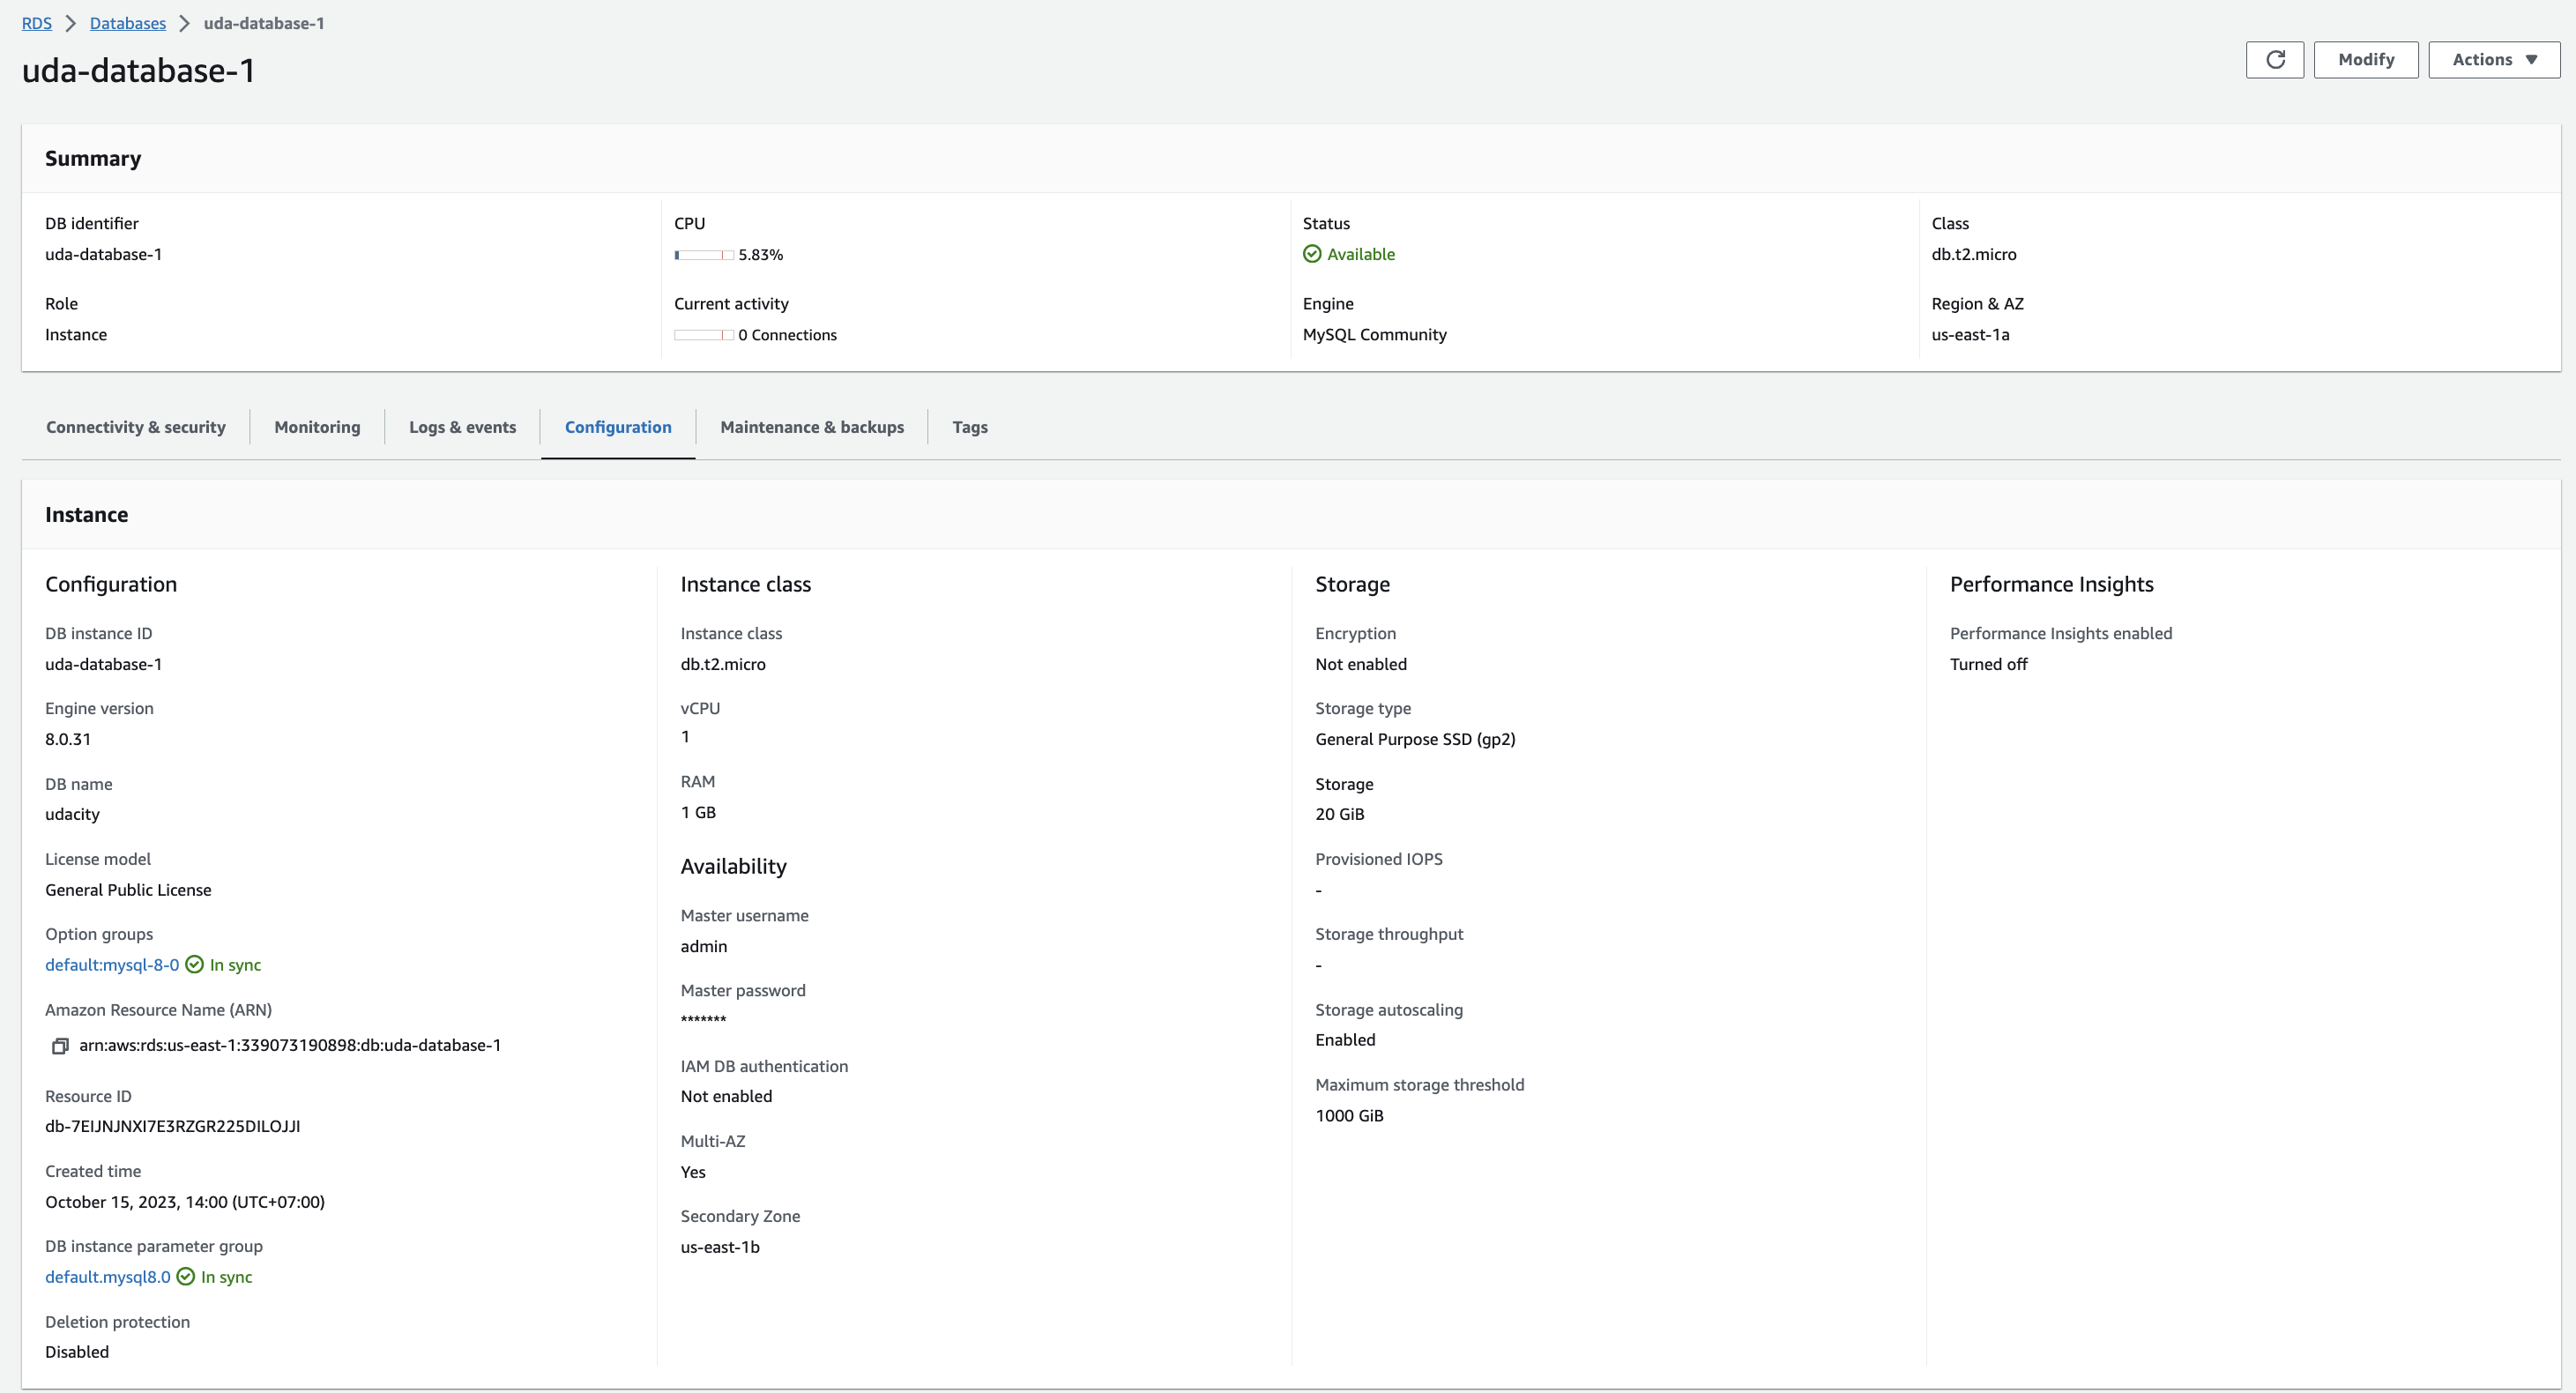 RDS > Databases > uda-database-1
uda-database-1
Modify
Actions
Summary
DB identifier
uda-database-1
CPU
5.83%
Status
Available
Class
db.t2.micro
Role
Instance
Current activity
0 Connections
Engine
MySQL Community
Region & AZ
us-east-1a
Connectivity & security
Monitoring
Logs & events
Configuration
Maintenance & backups
Tags
Instance
Configuration
DB instance ID
uda-database-1
Engine version
8.0.31
DB name
udacity
License model
General Public License
Option groups
default:mysql-8-0 In sync
Amazon Resource Name (ARN)
arn:aws:rds:us-east-1:339073190898:db:uda-database-1
Resource ID
db-7EIJNJNXI7E3RZGR225DILOJJI
Created time
October 15, 2023, 14:00 (UTC+07:00)
DB instance parameter group
default.mysql8.0 In sync
Deletion protection
Disabled
Instance class
Instance class
db.t2.micro
vCPU
1
RAM
1 GB
Availability
Master username
admin
Master password
*******
IAM DB authentication
Not enabled
Multi-AZ
Yes
Secondary Zone
us-east-1b
Storage
Encryption
Not enabled
Storage type
General Purpose SSD (gp2)
Storage
20 GiB
Provisioned IOPS
-
Storage throughput
-
Storage autoscaling
Enabled
Maximum storage threshold
1000 GiB
Performance Insights
Performance Insights enabled
Turned off